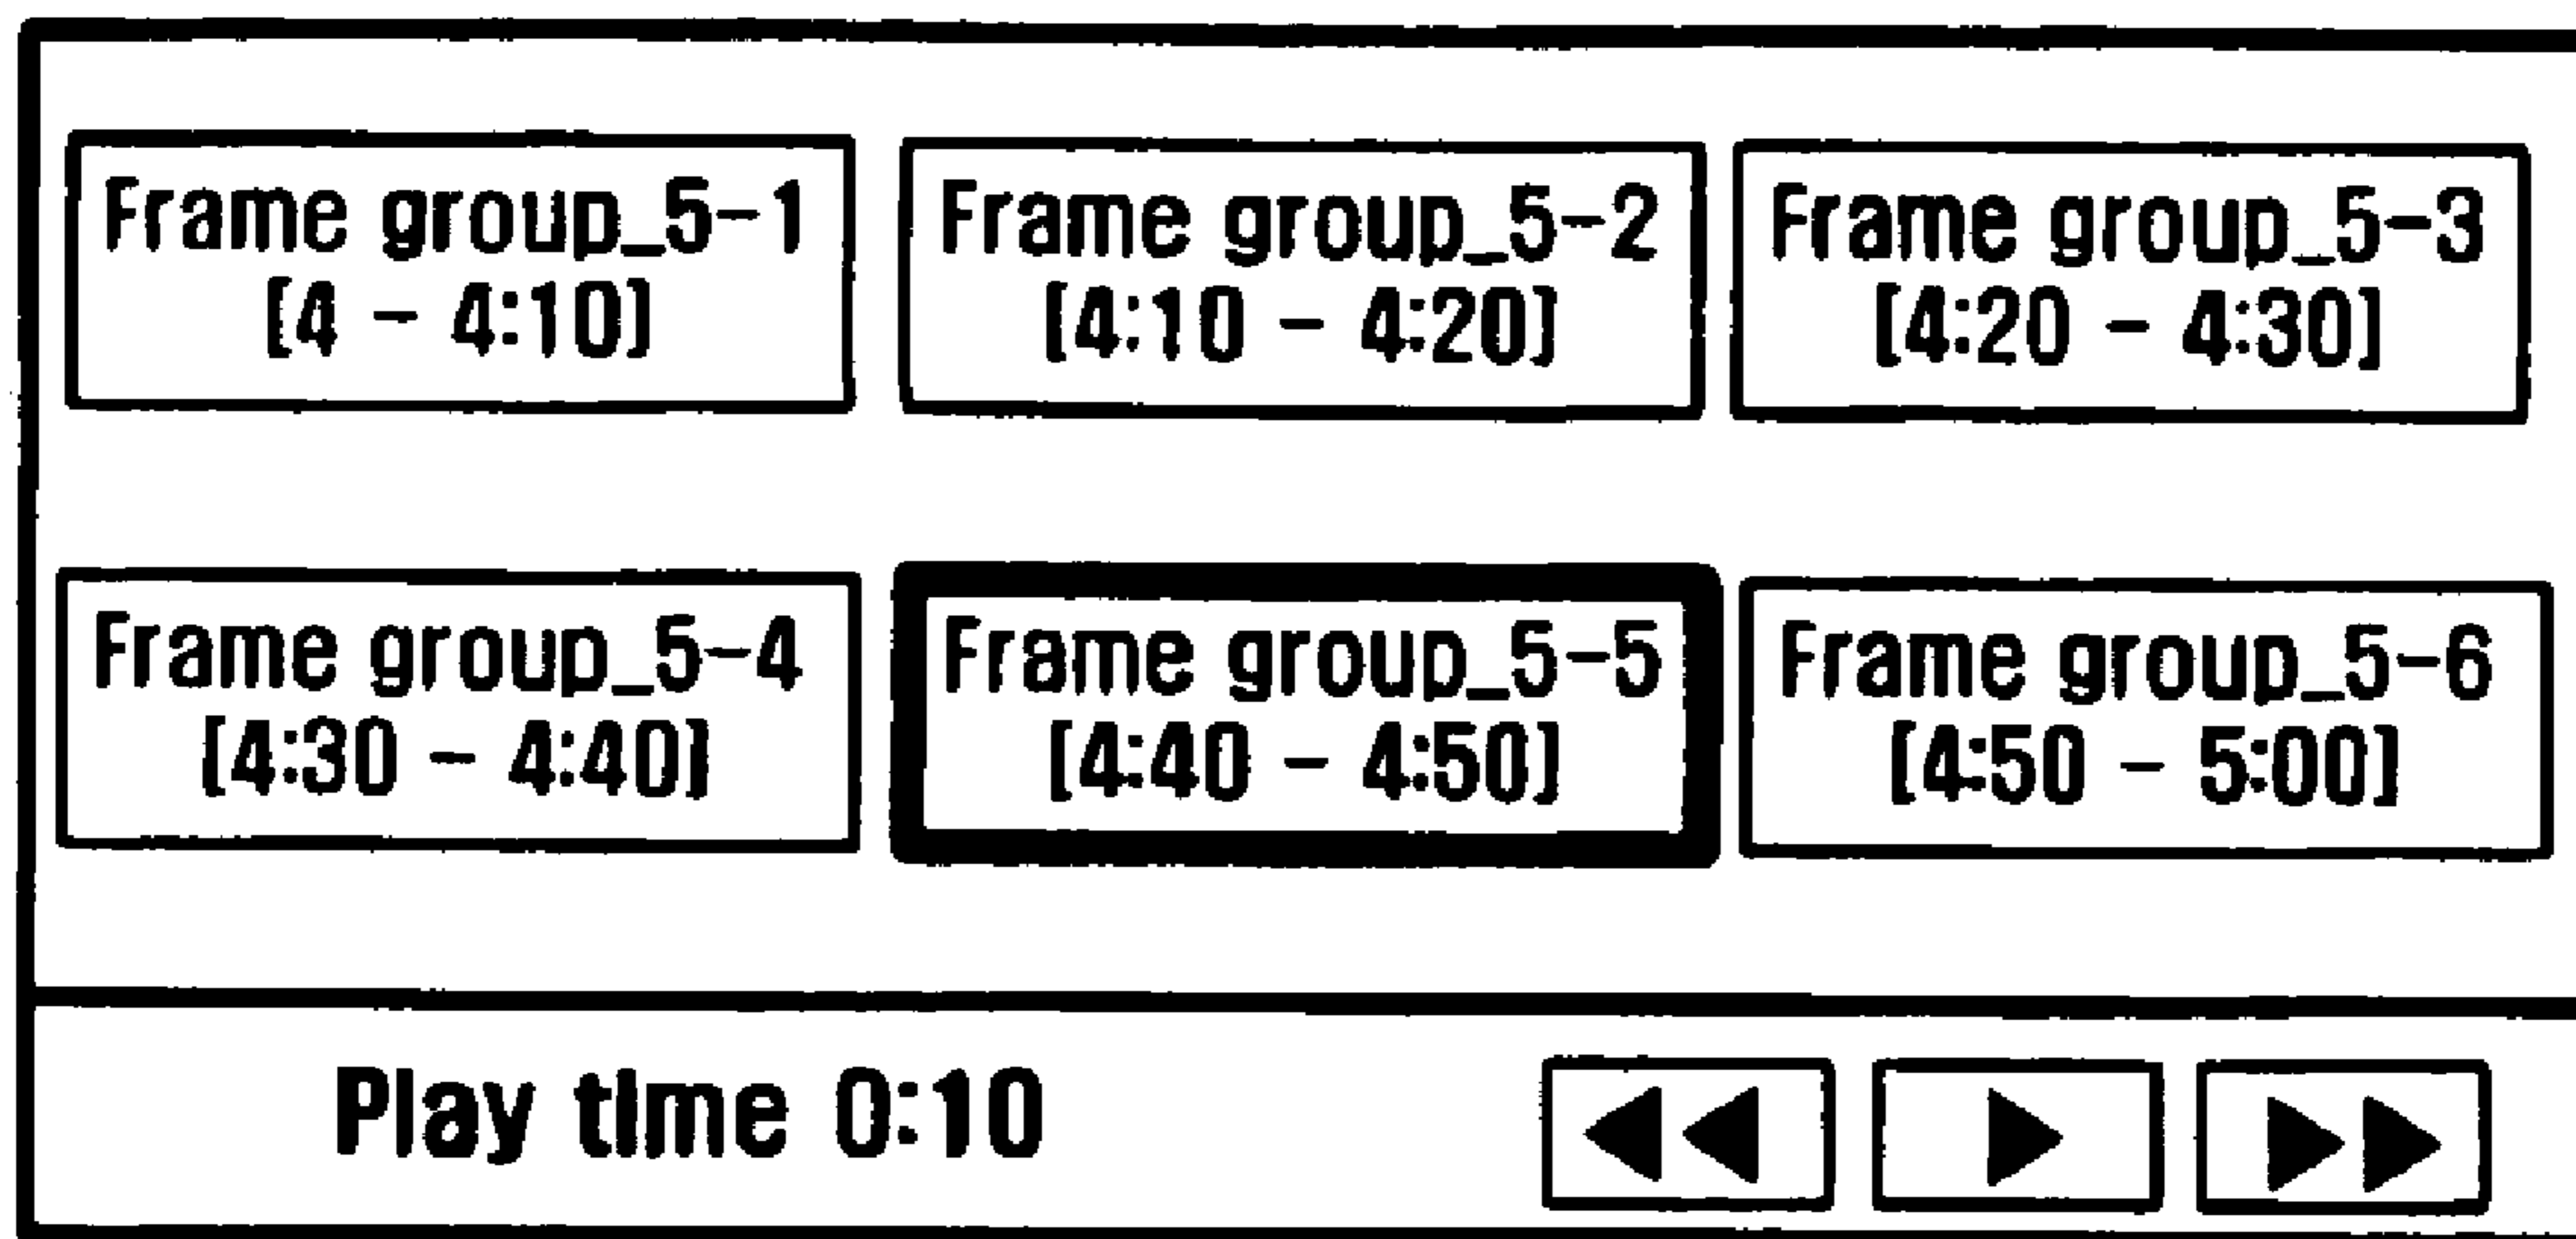 Frame group_5-1
[4 - 4:10]
Frame group_5-2
[4:10 - 4:20]
Frame group_5-3
[4:20 - 4:30]
Frame group_5-4
[4:30 - 4:40]
Frame group_5-5
[4:40 - 4:50]
Frame group_5-6
[4:50 - 5:00]
Play time 0:10